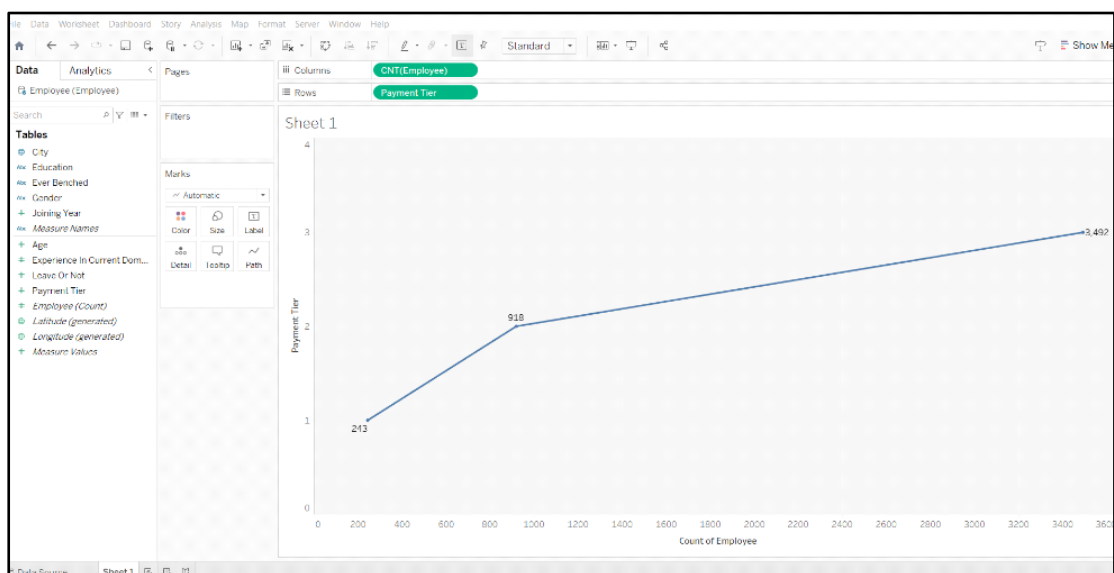 ile Data Worksheet Dashboard Story Analysis Map Format Server Window Help
Standard
Show Me
Data Analytics
Employee (Employee)
Search
Tables
City
Abc Education
Abc Ever Benched
Abc Gender
Joining Year
Abc Measure Names
Age
Experience In Current Dom...
Leave Or Not
Payment Tier
Employee (Count)
Latitude (generated)
Longitude (generated)
Measure Values
Pages
Filters
Marks
Automatic
Color Size Label
Detail Tooltip Path
Columns CNT(Employee)
Rows Payment Tier
Sheet 1
4
3
2
1
0
Payment Tier
243
918
3,492
0 200 400 600 800 1000 1200 1400 1600 1800 2000 2200 2400 2600 2800 3000 3200 3400 3600
Count of Employee
Data Source Sheet 1